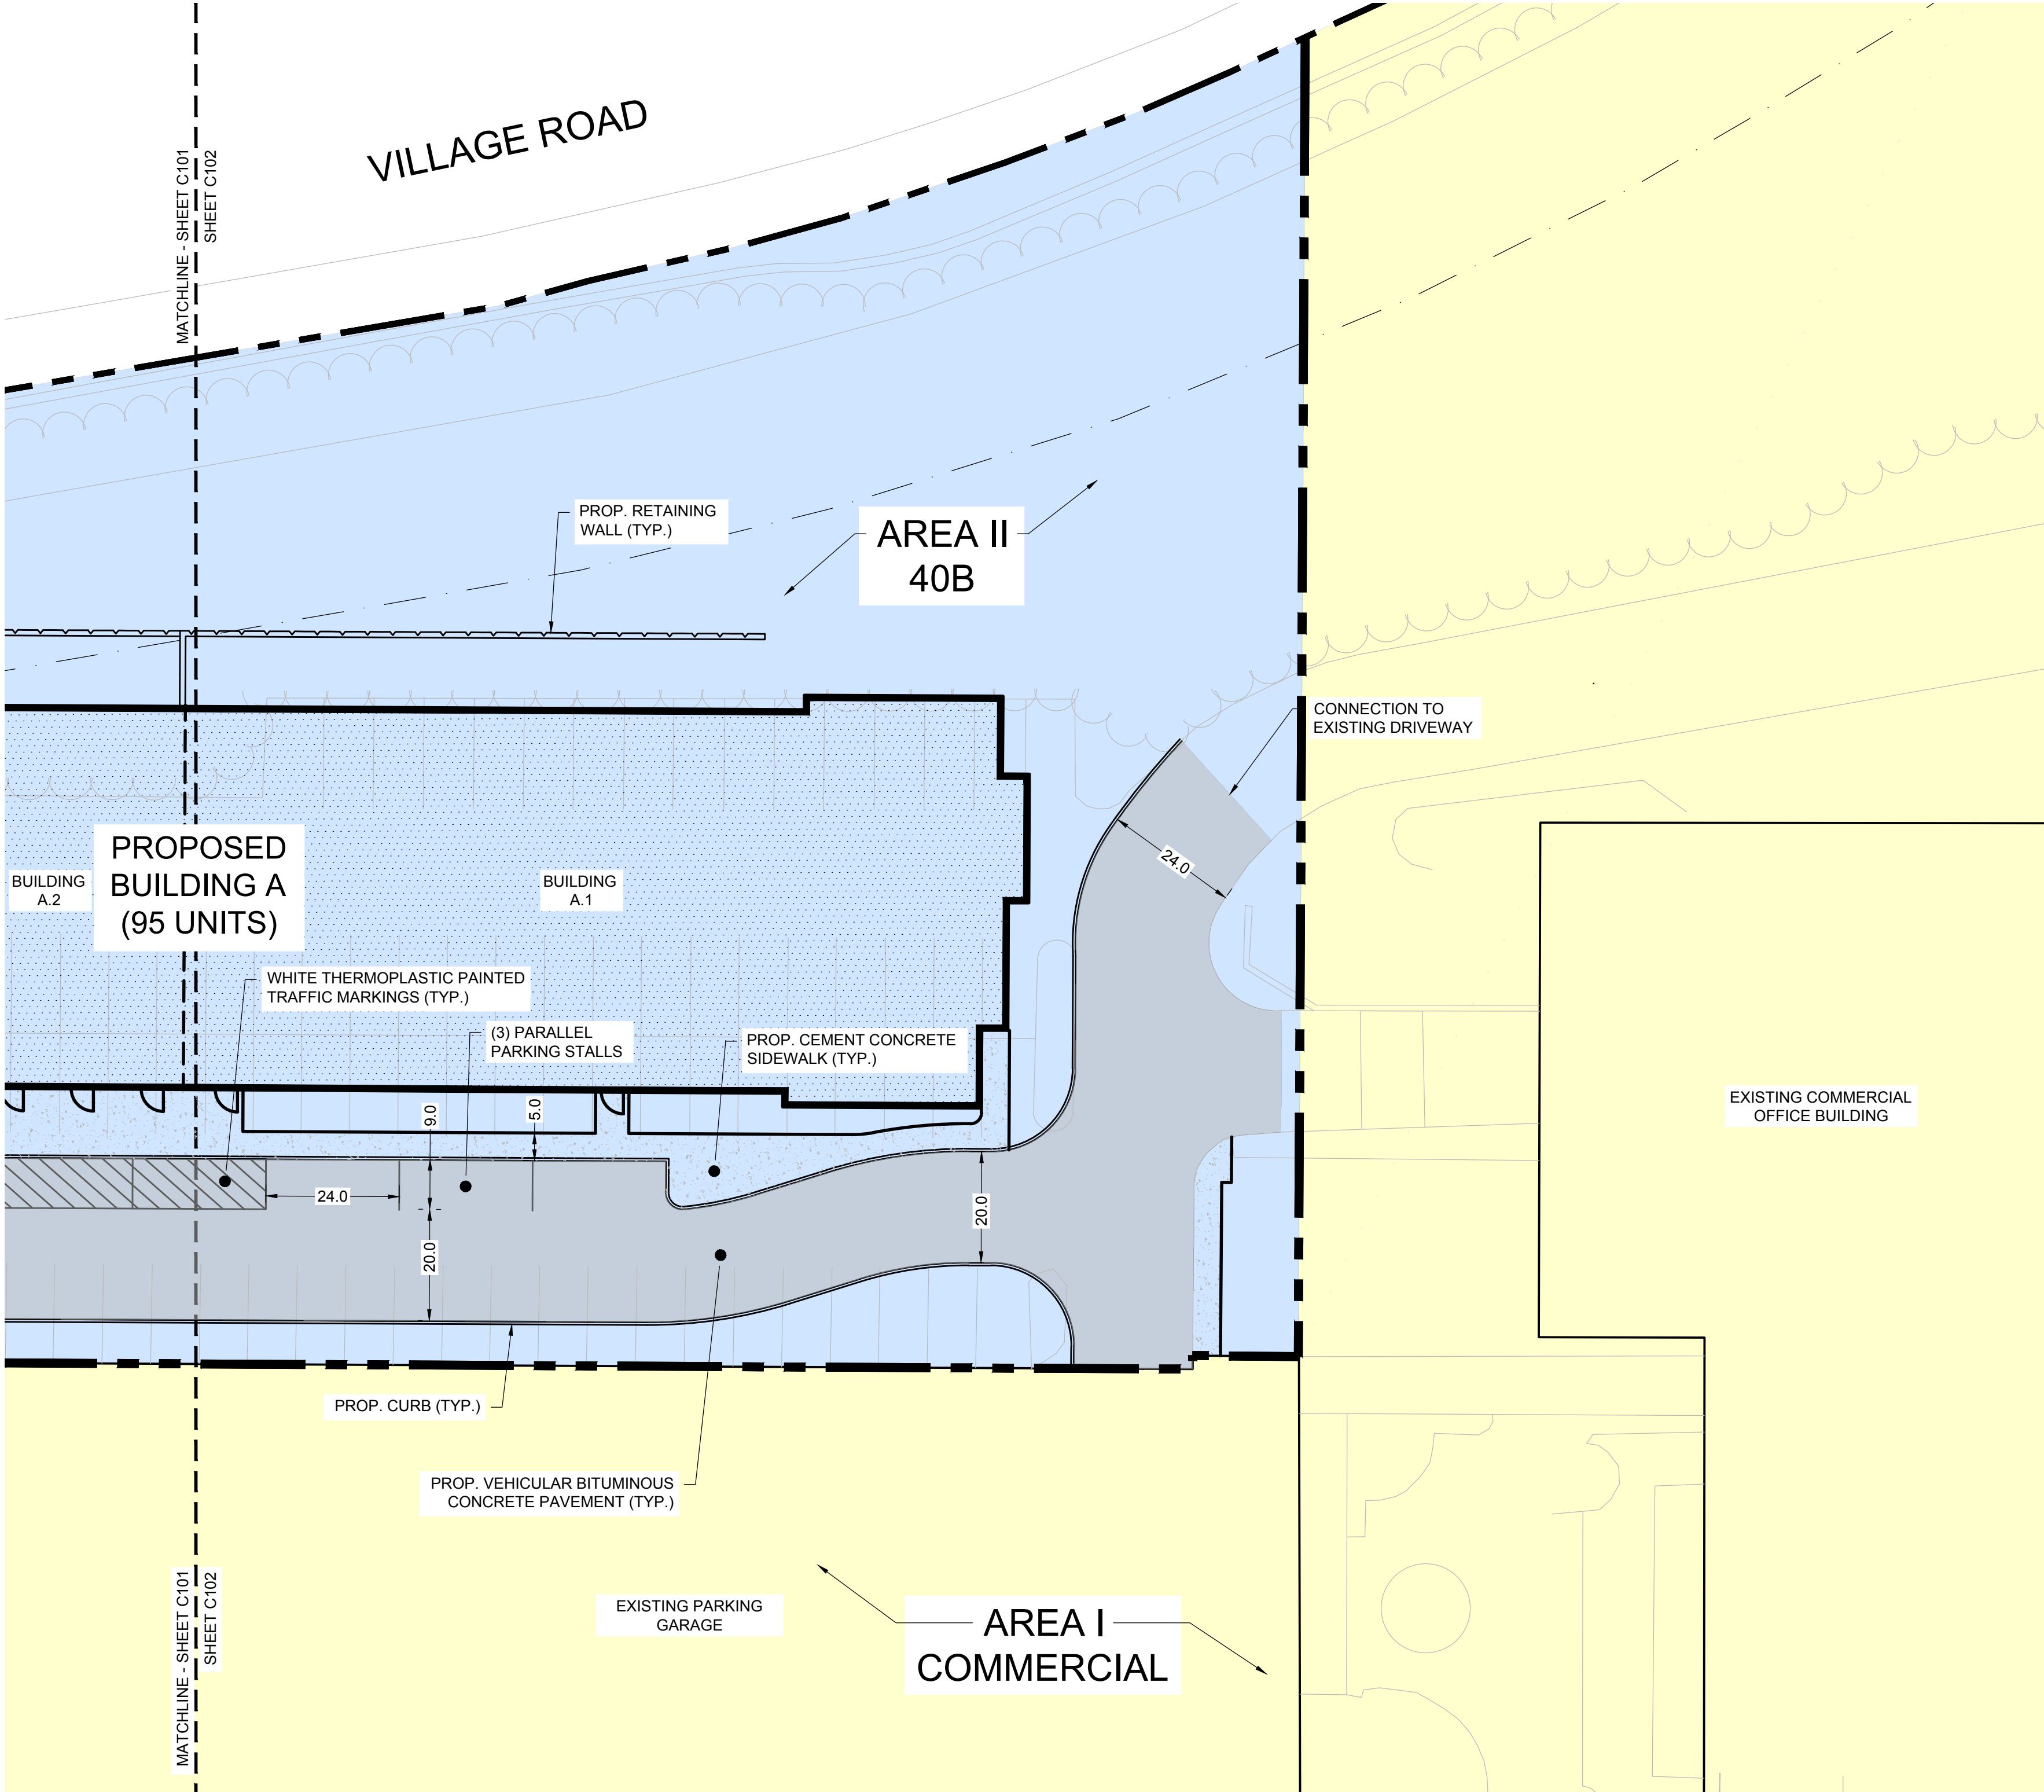 VILLAGE ROAD
MATCHLINE - SHEET C101
SHEET C102
PROP. RETAINING
WALL (TYP.)
AREA II
40B
CONNECTION TO
EXISTING DRIVEWAY
PROPOSED
BUILDING A
(95 UNITS)
BUILDING
A.2
BUILDING
A.1
24.0
WHITE THERMOPLASTIC PAINTED
TRAFFIC MARKINGS (TYP.)
(3) PARALLEL
PARKING STALLS
PROP. CEMENT CONCRETE
SIDEWALK (TYP.)
EXISTING COMMERCIAL
OFFICE BUILDING
9.0
5.0
24.0
20.0
20.0
PROP. CURB (TYP.)
PROP. VEHICULAR BITUMINOUS
CONCRETE PAVEMENT (TYP.)
EXISTING PARKING
GARAGE
AREA I
COMMERCIAL
MATCHLINE - SHEET C101
SHEET C102